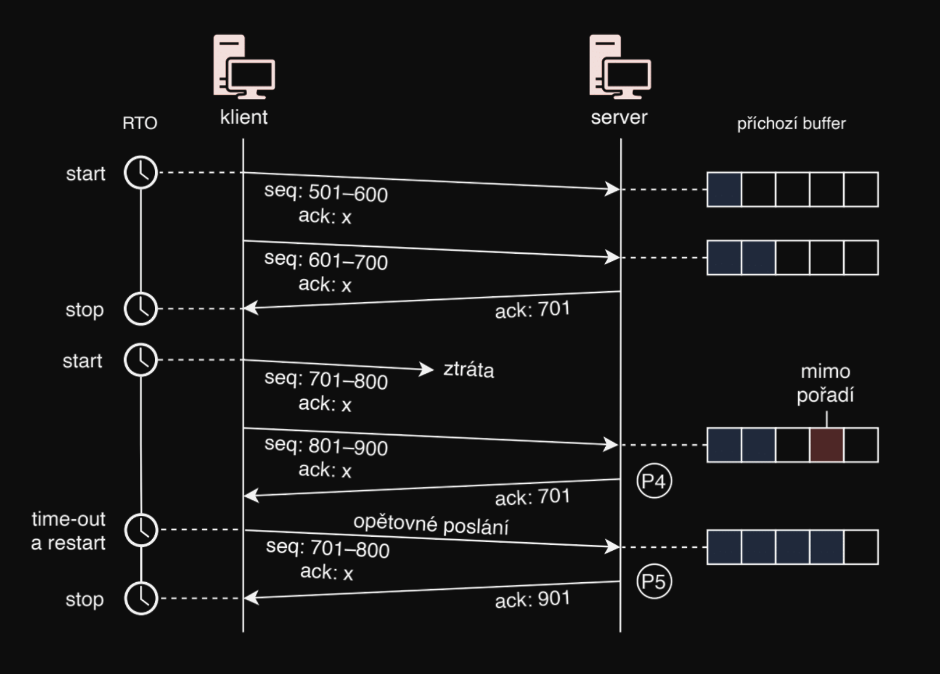 RTO
klient
server
příchozí buffer
start
seq: 501–600
ack: x
seq: 601–700
ack: x
stop
ack: 701
start
ztráta
seq: 701–800
ack: x
mimo
pořadí
seq: 801–900
ack: x
P4
ack: 701
time-out
a restart
opětovné poslání
seq: 701–800
ack: x
P5
stop
ack: 901